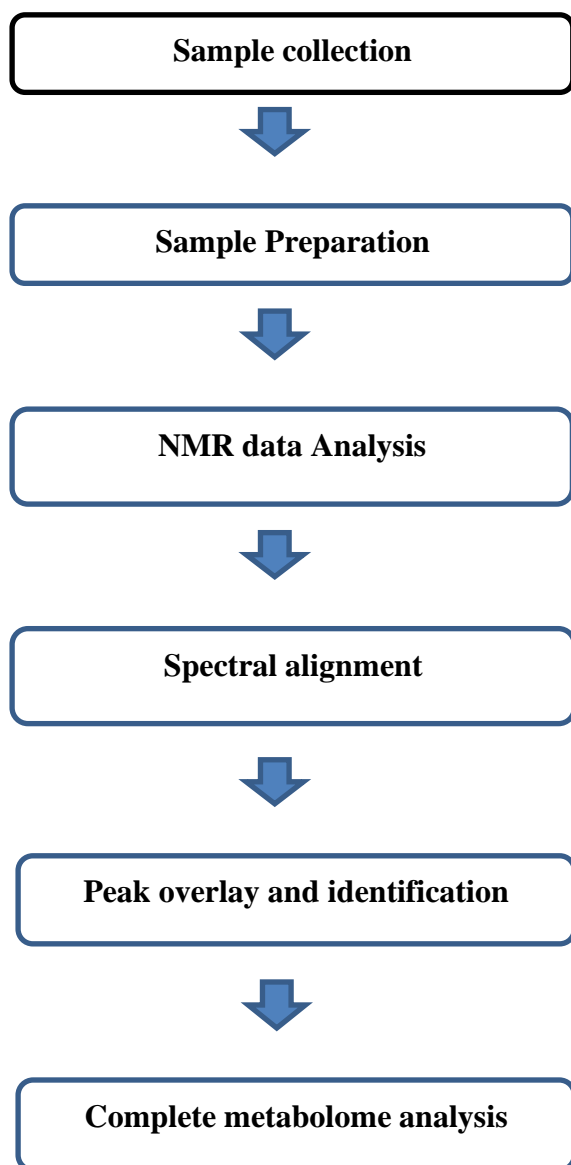 Sample collection
Sample Preparation
NMR data Analysis
Spectral alignment
Peak overlay and identification
Complete metabolome analysis